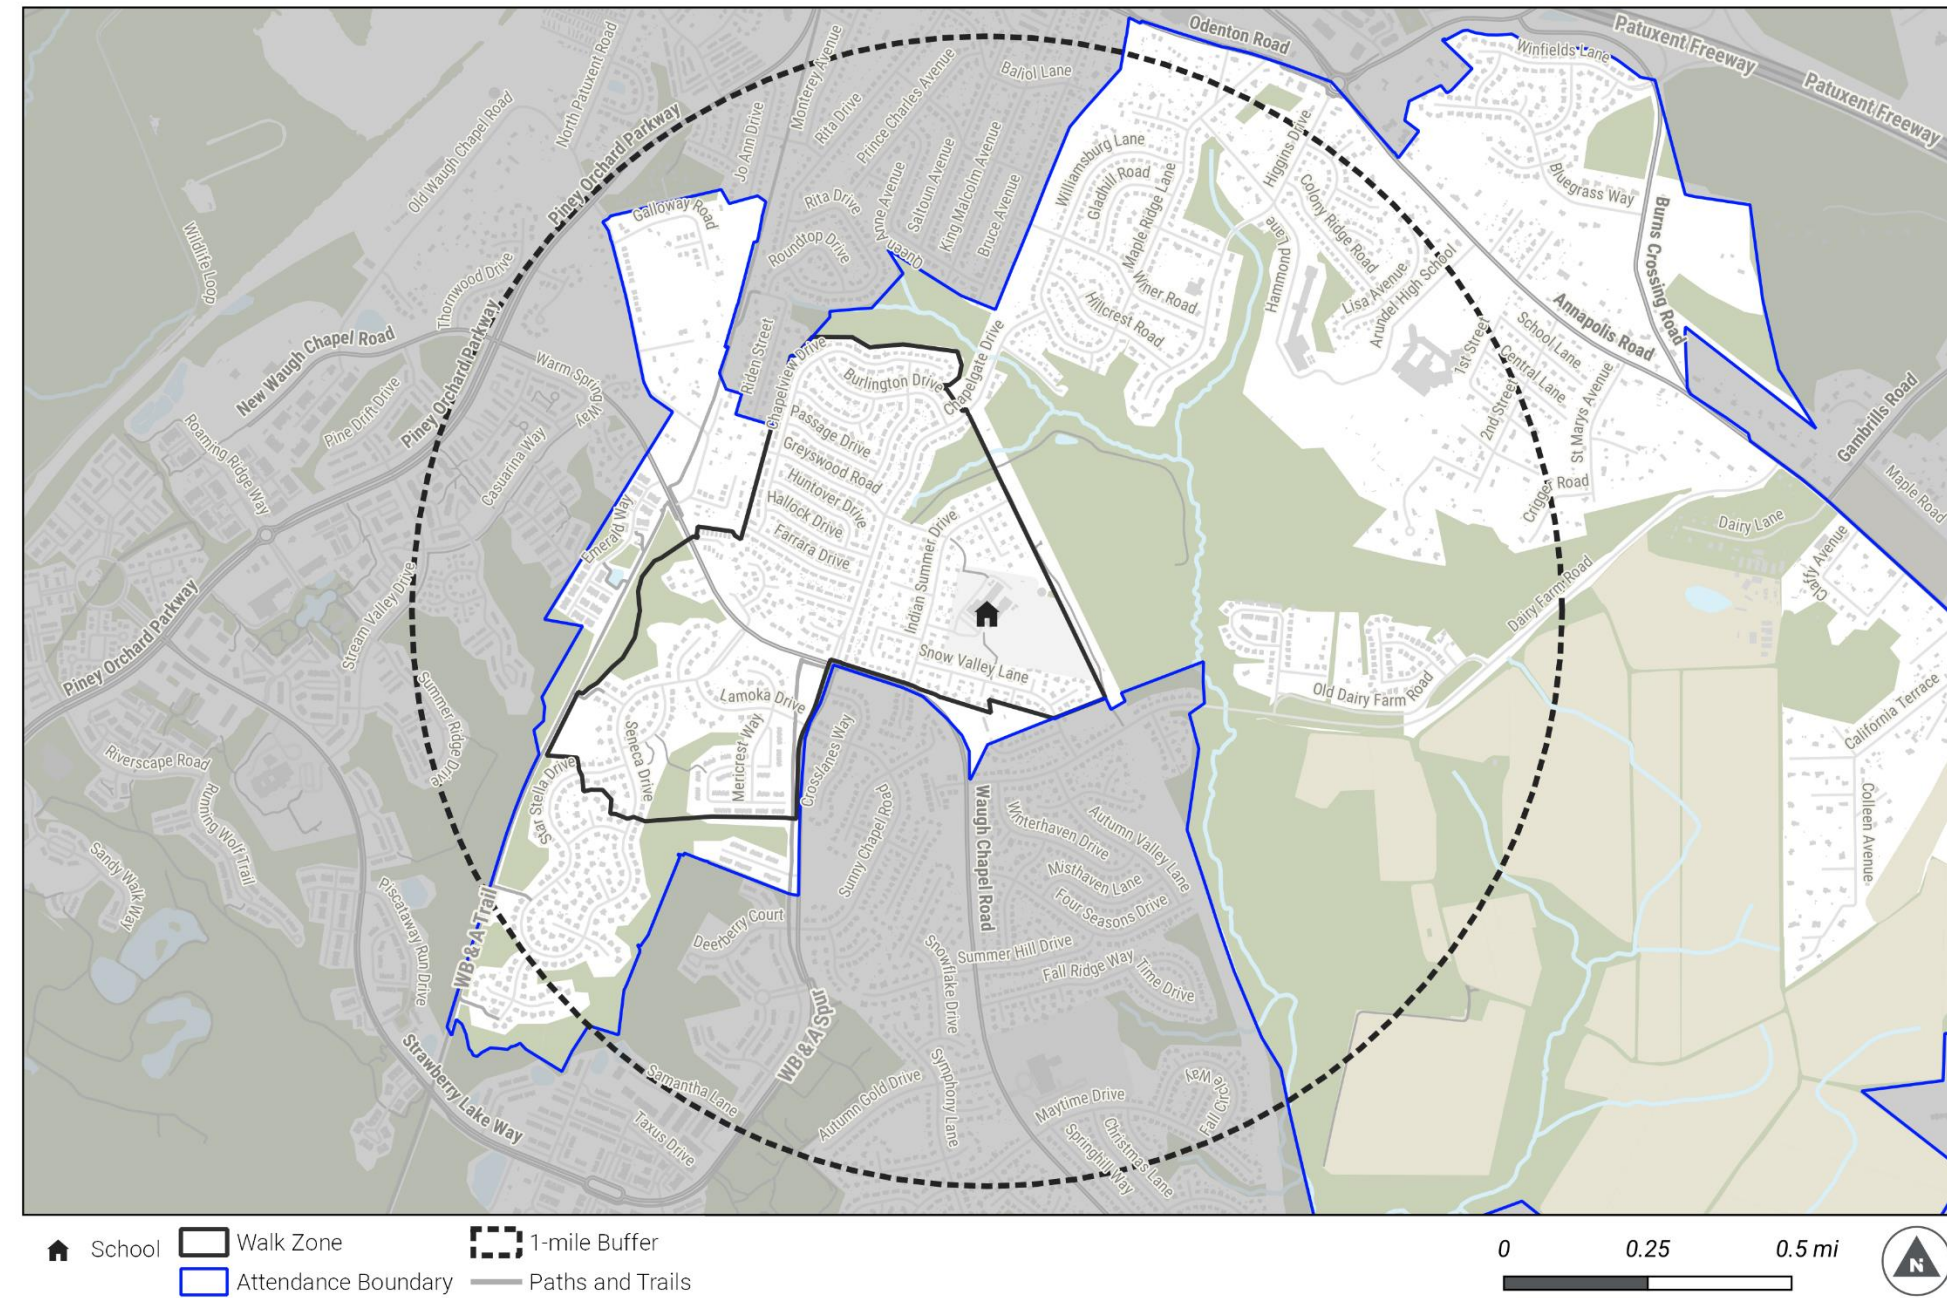 Odenton Road
Patuxent Freeway
Patuxent Freeway
Winfields Lane
North Patuxent Road
Monterey Avenue
Rita Drive
Prince Charles Avenue
Baliol Lane
Old Waugh Chapel Road
Piney Orchard Parkway
Jo Ann Drive
Saltoun Avenue
King Malcolm Avenue
Bruce Avenue
Queen Anne Avenue
Williamsburg Lane
Gladhill Road
Maple Ridge Lane
Higgins Drive
Colony Ridge Road
Bluegrass Way
Burns Crossing Road
Galloway Road
Rita Drive
Roundtop Drive
Wildlife Loop
Thornwood Drive
Winer Road
Hillcrest Road
Hammond Lane
Lisa Avenue
Arundel High School
Annapolis Road
New Waugh Chapel Road
Piney Orchard Parkway
Warm Spring Way
Way
Riden Street
Chapelview Drive
Burlington Drive
Chapelgate Drive
1st Street
School Lane
Central Lane
2nd Street
St Marys Avenue
Gambrills Road
Maple Road
Pine Drift Drive
Roaming Ridge Way
Casuarina Way
Passage Drive
Greyswood Road
Huntover Drive
Hallock Drive
Farrara Drive
Crigger Road
Dairy Lane
Emerald Way
Indian Summer Drive
Claiffy Avenue
Dairy Farm Road
Stream Valley Drive
Piney Orchard Parkway
Snow Valley Lane
Old Dairy Farm Road
Lamoka Drive
Summer Ridge Drive
Seneca Drive
Mericrest Way
Crosslanes Way
California Terrace
Riverscape Road
Running Wolf Trail
Star Stella Drive
Sunny Chapel Road
Waugh Chapel Road
Winterhaven Drive
Autumn Valley Lane
Misthaven Lane
Four Seasons Drive
Colleen Avenue
Sandy Walk Way
Piscataway Run Drive
WB & A Trail
Deerberry Court
Snowflake Drive
Summer Hill Drive
Fall Ridge Way
Time Drive
WB & A Spur
Strawberry Lake Way
Samantha Lane
Taxus Drive
Autumn Gold Drive
Symphony Lane
Maytime Drive
Springhill Way
Christmas Lane
Fall Circle Way
School
Walk Zone
1-mile Buffer
0 0.25 0.5 mi
Attendance Boundary
Paths and Trails
N